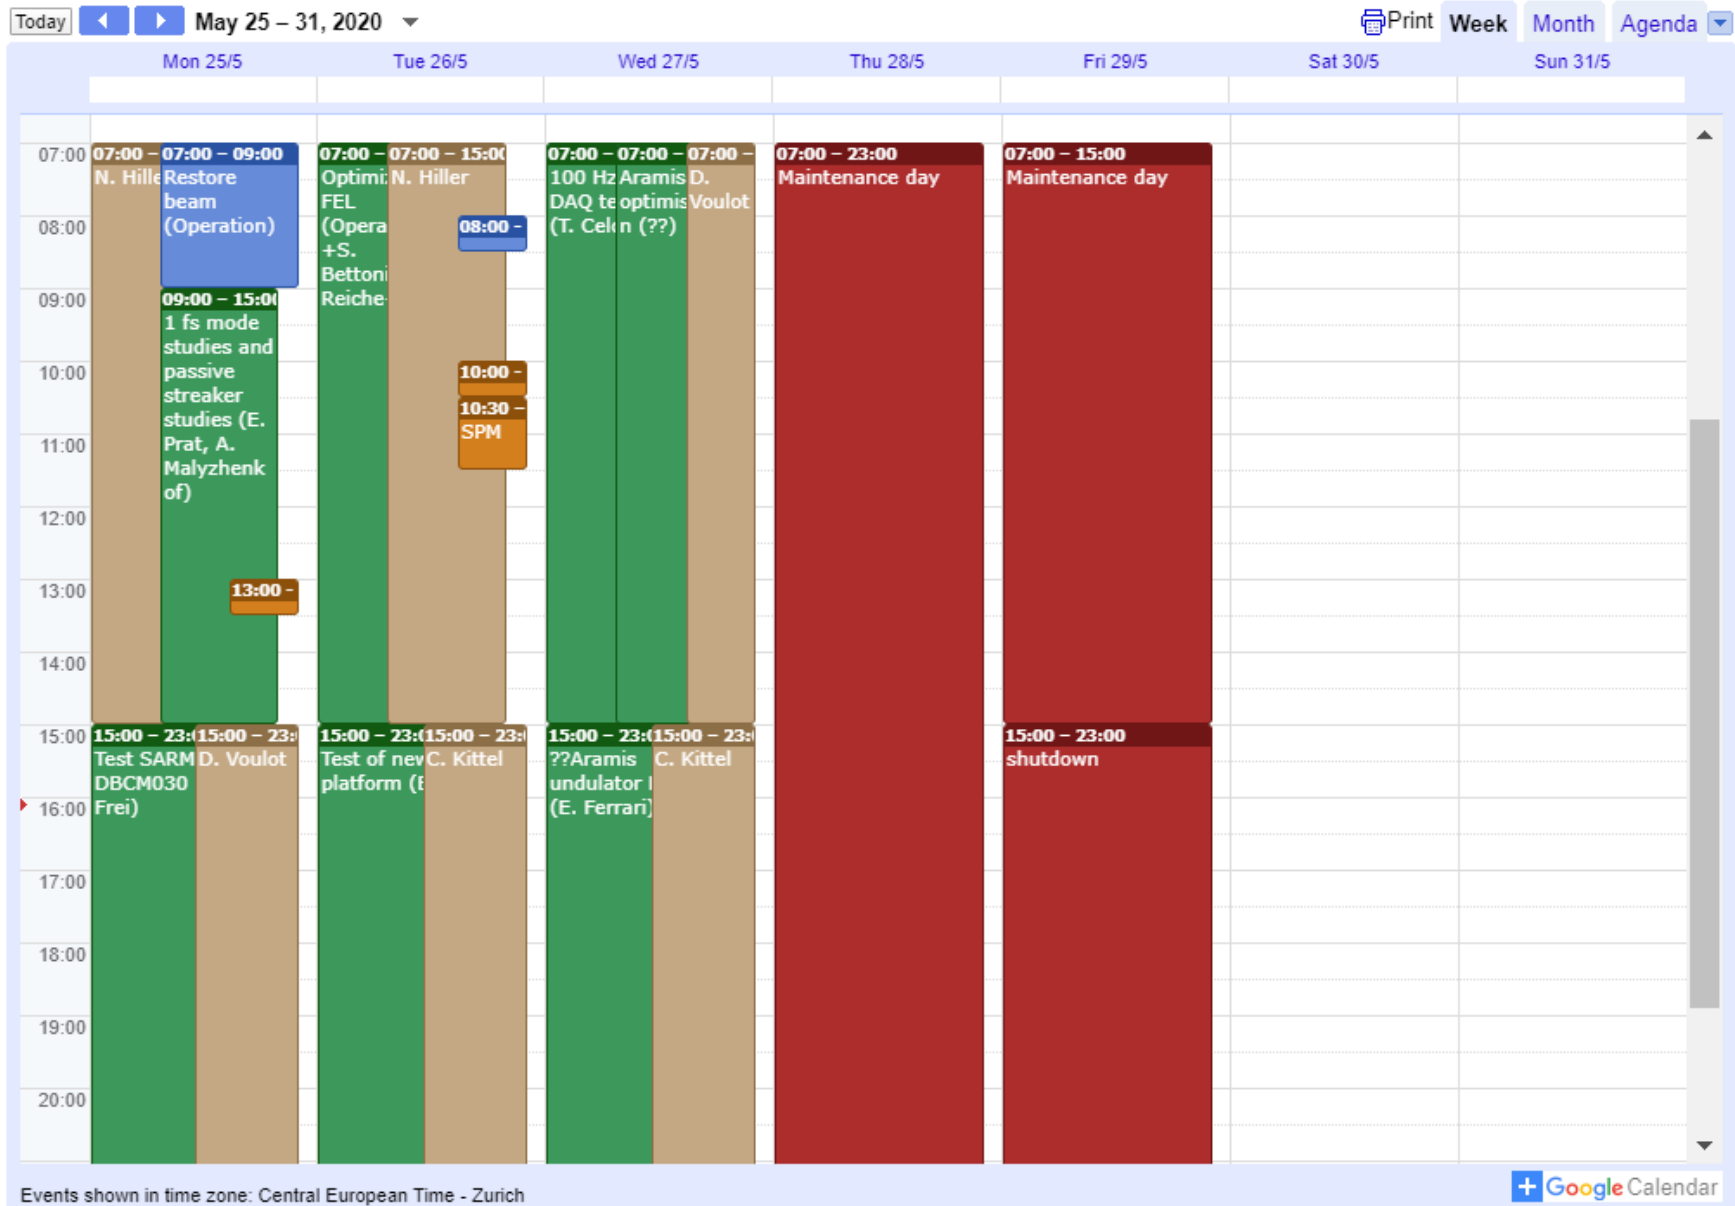 Today May 25 – 31, 2020 Print Week Month Agenda
Mon 25/5 Tue 26/5 Wed 27/5 Thu 28/5 Fri 29/5 Sat 30/5 Sun 31/5
07:00
08:00
09:00
10:00
11:00
12:00
13:00
14:00
15:00
16:00
17:00
18:00
19:00
20:00
07:00 –
N. Hille
07:00 – 09:00
Restore
beam
(Operation)
09:00 – 15:00
1 fs mode
studies and
passive
streaker
studies (E.
Prat, A.
Malyzhenk
of)
13:00 –
15:00 – 23:0
Test SARM
DBCM030
Frei)
15:00 – 23:
D. Voulot
07:00 –
Optimi
FEL
(Opera
+S.
Bettoni
Reiche
07:00 – 15:00
N. Hiller
08:00 –
10:00 –
10:30 –
SPM
15:00 – 23:0
Test of new
platform (E
15:00 – 23:
C. Kittel
07:00 –
100 Hz
DAQ te
(T. Celc
07:00 –
Aramis
optimis
n (??)
07:00 –
D.
Voulot
15:00 – 23:0
??Aramis
undulator
(E. Ferrari)
15:00 – 23:
C. Kittel
07:00 – 23:00
Maintenance day
07:00 – 15:00
Maintenance day
15:00 – 23:00
shutdown
Events shown in time zone: Central European Time - Zurich
+ Google Calendar